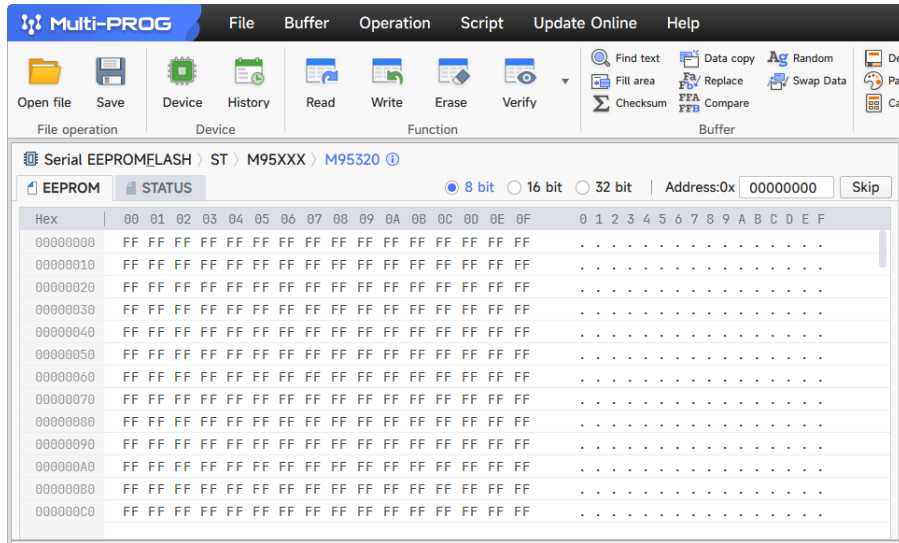 Multi-PROG File Buffer Operation Script Update Online Help
Find text Data copy Random
Fill area Replace Swap Data
Checksum Compare
Open file Save Device History Read Write Erase Verify
File operation Device Function Buffer
Serial EEPROMFLASH 〉 ST 〉 M95XXX 〉 M95320
EEPROM STATUS 8 bit 16 bit 32 bit | Address:0x 00000000 Skip
Hex 00 01 02 03 04 05 06 07 08 09 0A 0B 0C 0D 0E 0F 0 1 2 3 4 5 6 7 8 9 A B C D E F
00000000 FF FF FF FF FF FF FF FF FF FF FF FF FF FF FF FF . . . . . . . . . . . . . . . .
00000010 FF FF FF FF FF FF FF FF FF FF FF FF FF FF FF FF . . . . . . . . . . . . . . . .
00000020 FF FF FF FF FF FF FF FF FF FF FF FF FF FF FF FF . . . . . . . . . . . . . . . .
00000030 FF FF FF FF FF FF FF FF FF FF FF FF FF FF FF FF . . . . . . . . . . . . . . . .
00000040 FF FF FF FF FF FF FF FF FF FF FF FF FF FF FF FF . . . . . . . . . . . . . . . .
00000050 FF FF FF FF FF FF FF FF FF FF FF FF FF FF FF FF . . . . . . . . . . . . . . . .
00000060 FF FF FF FF FF FF FF FF FF FF FF FF FF FF FF FF . . . . . . . . . . . . . . . .
00000070 FF FF FF FF FF FF FF FF FF FF FF FF FF FF FF FF . . . . . . . . . . . . . . . .
00000080 FF FF FF FF FF FF FF FF FF FF FF FF FF FF FF FF . . . . . . . . . . . . . . . .
00000090 FF FF FF FF FF FF FF FF FF FF FF FF FF FF FF FF . . . . . . . . . . . . . . . .
000000A0 FF FF FF FF FF FF FF FF FF FF FF FF FF FF FF FF . . . . . . . . . . . . . . . .
000000B0 FF FF FF FF FF FF FF FF FF FF FF FF FF FF FF FF . . . . . . . . . . . . . . . .
000000C0 FF FF FF FF FF FF FF FF FF FF FF FF FF FF FF FF . . . . . . . . . . . . . . . .